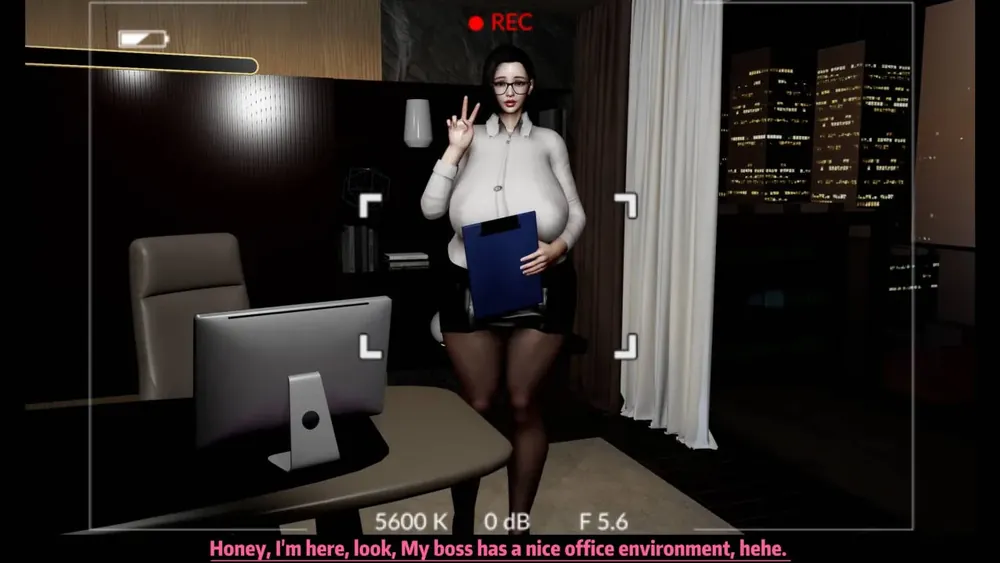 REC
5600 K 0 dB F 5.6
Honey, I'm here, look, My boss has a nice office environment, hehe.